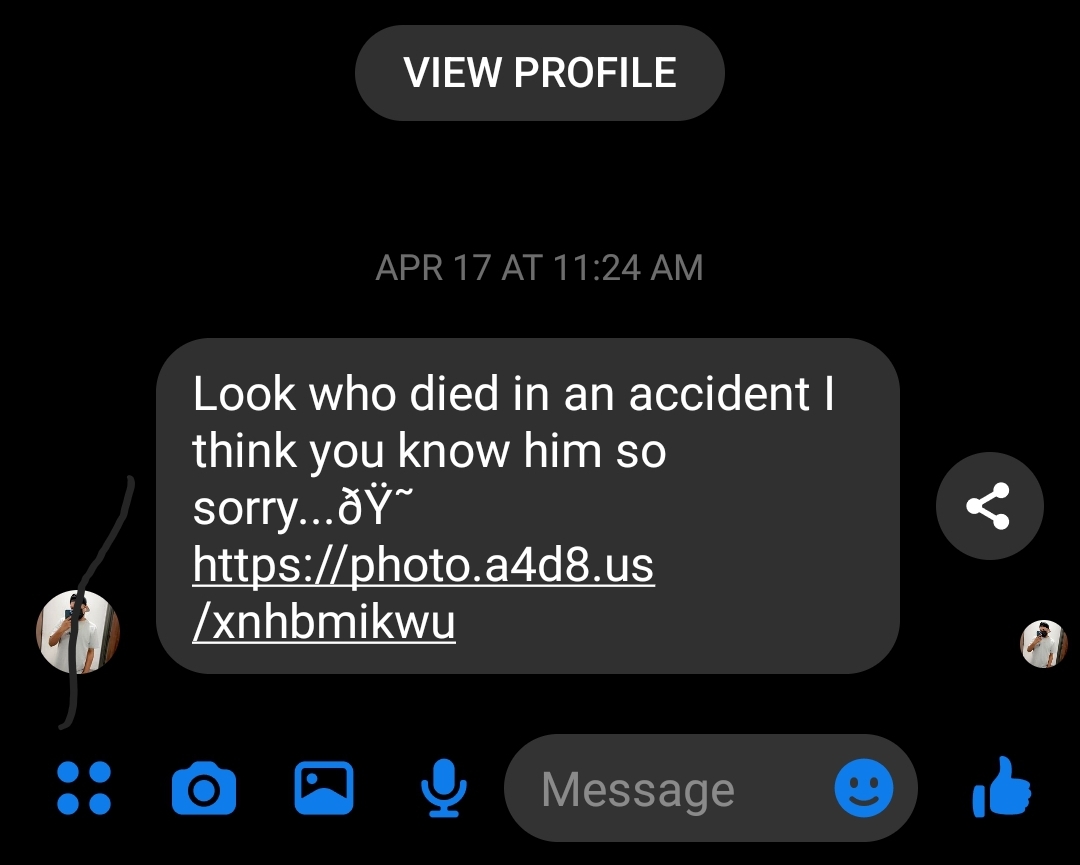 VIEW PROFILE
APR 17 AT 11:24 AM
Look who died in an accident I
think you know him so
sorry...ðŸ˜
https://photo.a4d8.us
/xnhbmikwu
Message